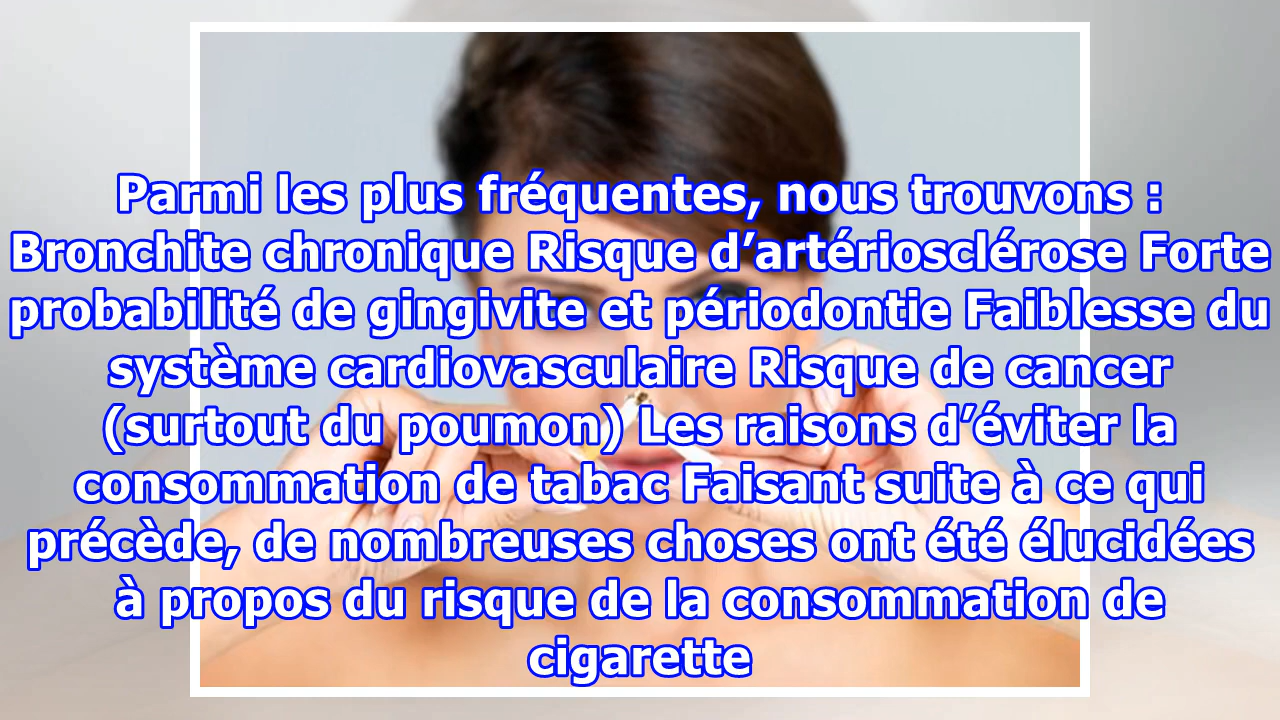 Parmi les plus fréquentes, nous trouvons :
Bronchite chronique Risque d’artériosclérose Forte
probabilité de gingivite et périodontie Faiblesse du
système cardiovasculaire Risque de cancer
(surtout du poumon) Les raisons d’éviter la
consommation de tabac Faisant suite à ce qui
précède, de nombreuses choses ont été élucidées
à propos du risque de la consommation de
cigarette